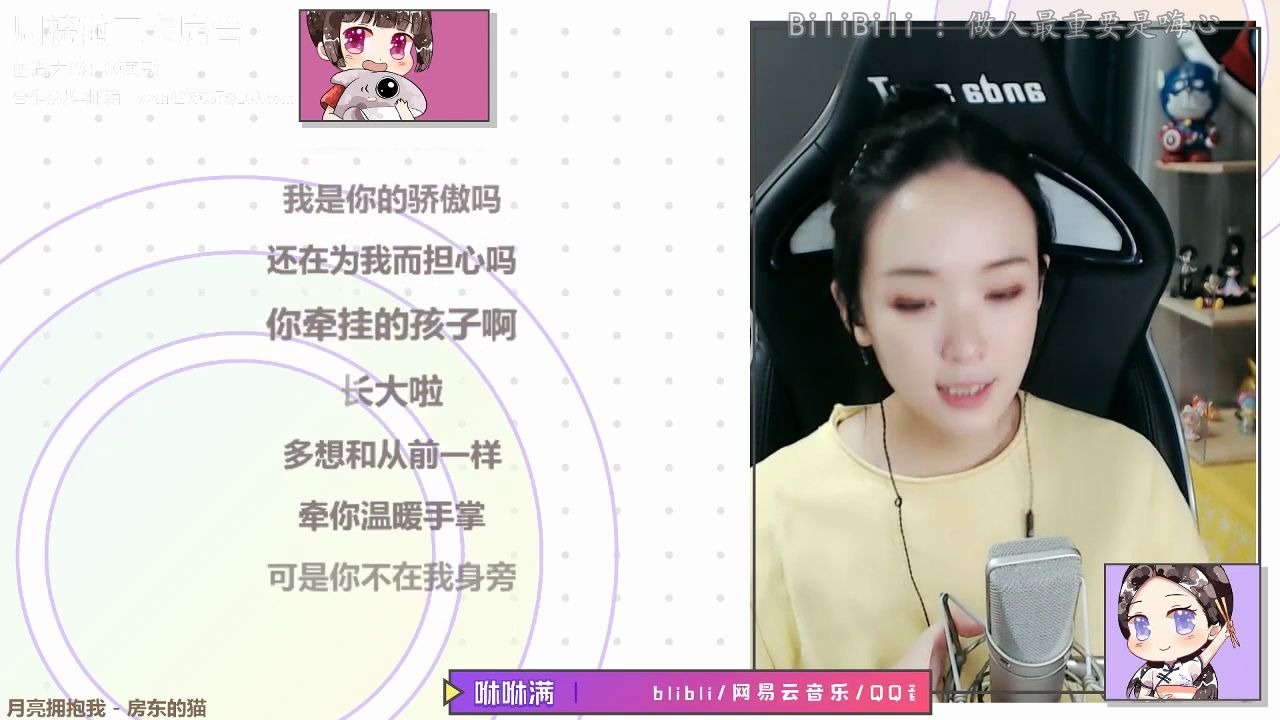 BiliBili : 做人最重要是嗨心
我是你的骄傲吗
还在为我而担心吗
你牵挂的孩子啊
长大啦
多想和从前一样
牵你温暖手掌
可是你不在我身旁
咻咻满 | blibli/网易云音乐/QQ音
月亮拥抱我 - 房东的猫